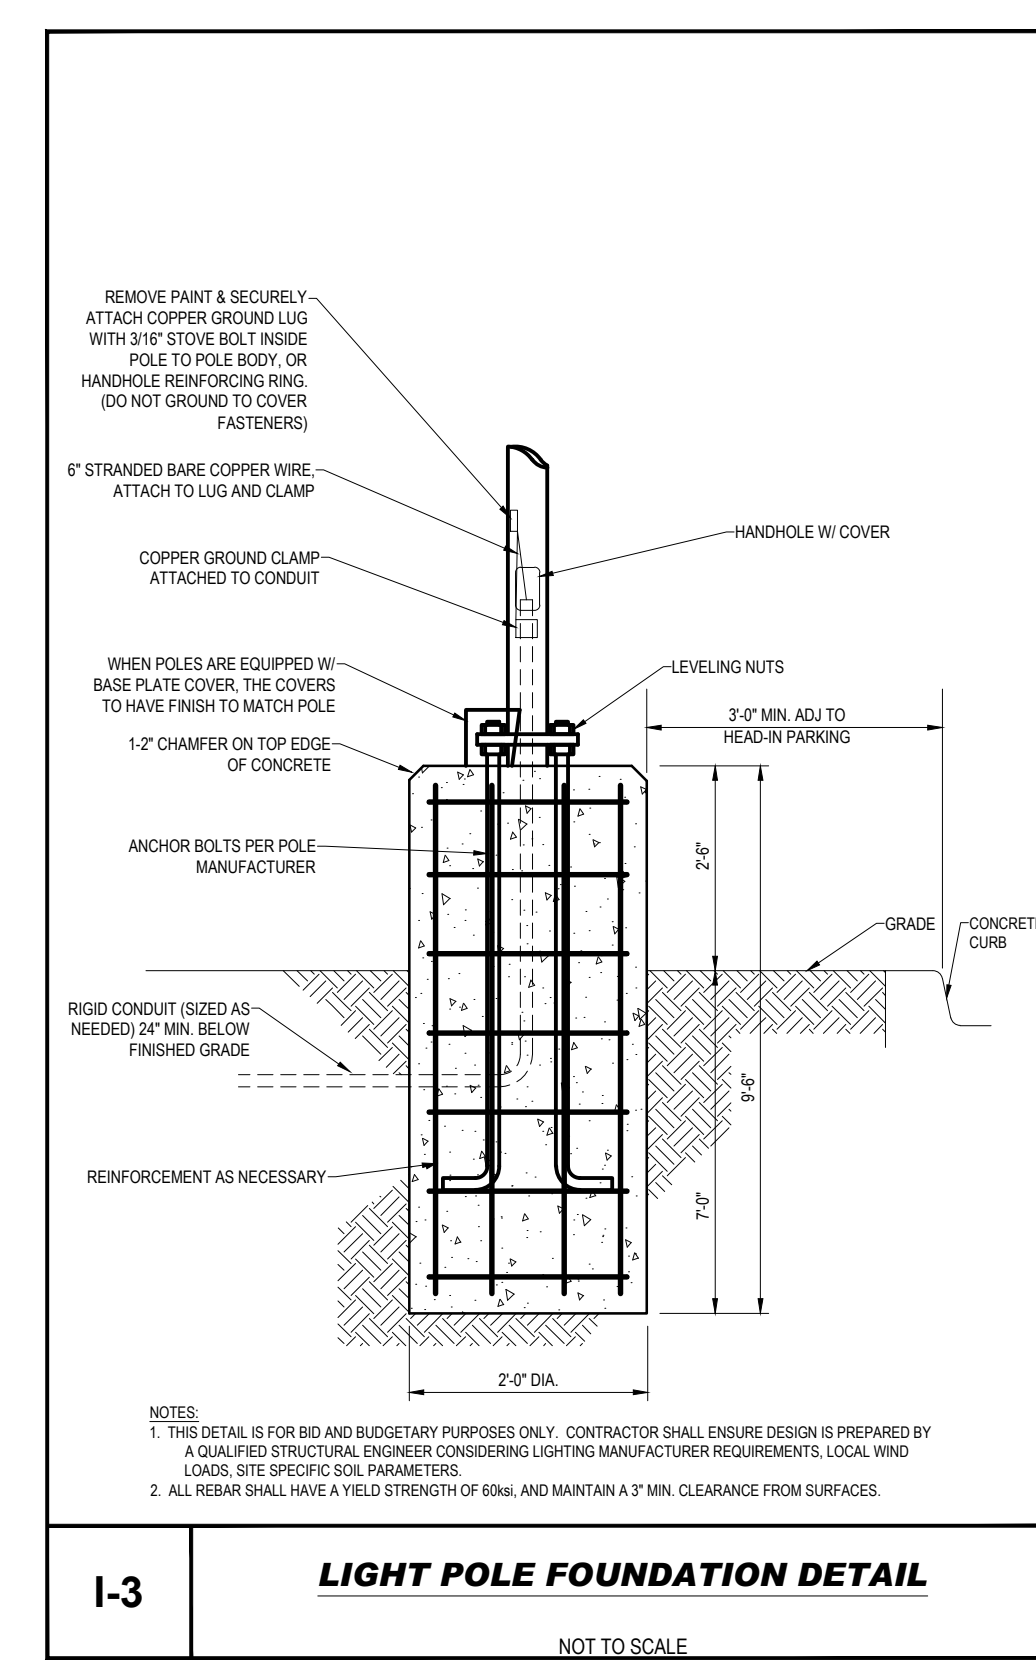 REMOVE PAINT & SECURELY
ATTACH COPPER GROUND LUG
WITH 3/16" STOVE BOLT INSIDE
POLE TO POLE BODY, OR
HANDHOLE REINFORCING RING.
(DO NOT GROUND TO COVER
FASTENERS)
6" STRANDED BARE COPPER WIRE,
ATTACH TO LUG AND CLAMP
HANDHOLE W/ COVER
COPPER GROUND CLAMP
ATTACHED TO CONDUIT
WHEN POLES ARE EQUIPPED W/
BASE PLATE COVER, THE COVERS
TO HAVE FINISH TO MATCH POLE
LEVELING NUTS
3'-0" MIN. ADJ TO
HEAD-IN PARKING
1-2" CHAMFER ON TOP EDGE
OF CONCRETE
ANCHOR BOLTS PER POLE
MANUFACTURER
2'-6"
GRADE
CONCRET
CURB
RIGID CONDUIT (SIZED AS
NEEDED) 24" MIN. BELOW
FINISHED GRADE
9'-6"
REINFORCEMENT AS NECESSARY
7'-0"
2'-0" DIA.
NOTES:
1. THIS DETAIL IS FOR BID AND BUDGETARY PURPOSES ONLY. CONTRACTOR SHALL ENSURE DESIGN IS PREPARED BY
A QUALIFIED STRUCTURAL ENGINEER CONSIDERING LIGHTING MANUFACTURER REQUIREMENTS, LOCAL WIND
LOADS, SITE SPECIFIC SOIL PARAMETERS.
2. ALL REBAR SHALL HAVE A YIELD STRENGTH OF 60ksi, AND MAINTAIN A 3" MIN. CLEARANCE FROM SURFACES.
I-3
LIGHT POLE FOUNDATION DETAIL
NOT TO SCALE